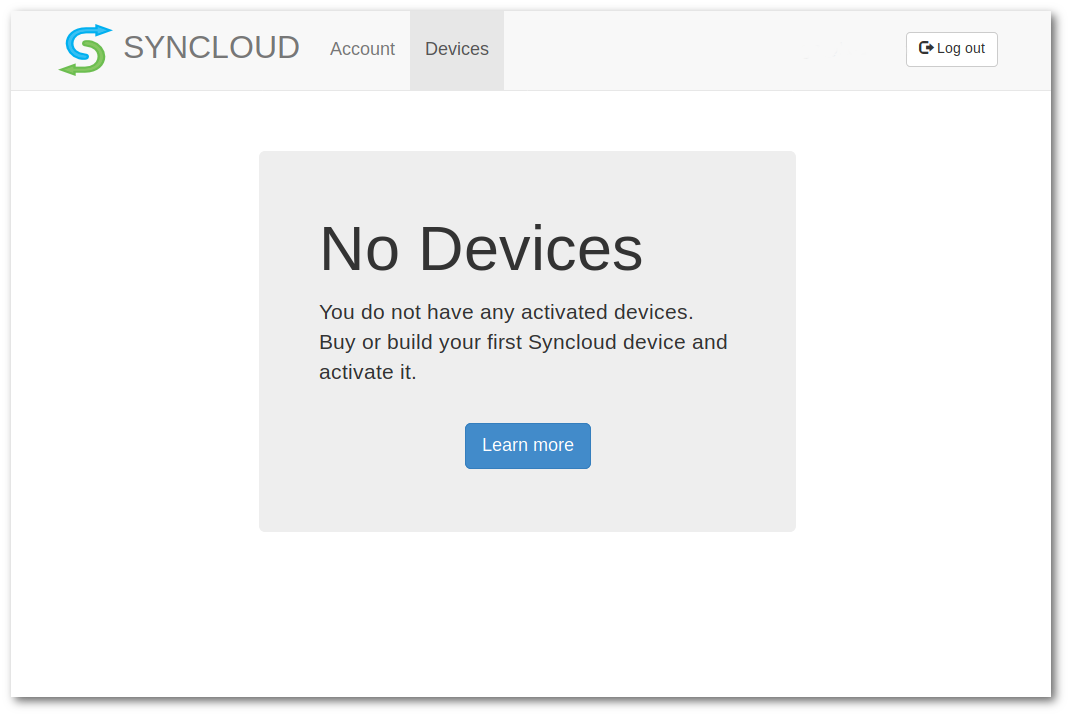 SYNCLOUD Account Devices Log out
No Devices
You do not have any activated devices.
Buy or build your first Syncloud device and
activate it.
Learn more